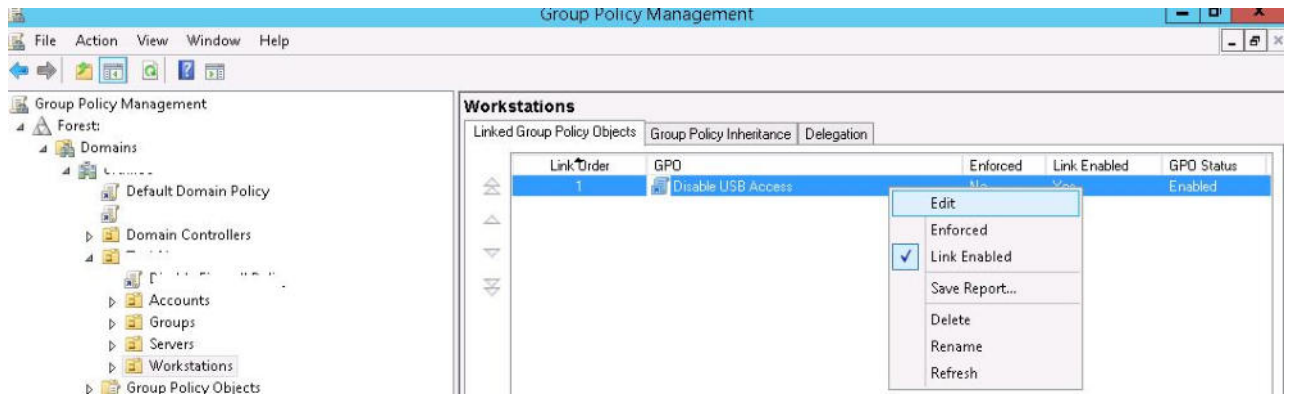 Group Policy Management
File Action View Window Help
Group Policy Management
Forest:
Domains
Default Domain Policy
Domain Controllers
Accounts
Groups
Servers
Workstations
Group Policy Objects
Workstations
Linked Group Policy Objects Group Policy Inheritance Delegation
Link Order GPO Enforced Link Enabled GPO Status
1 Disable USB Access No Yes Enabled
Edit
Enforced
Link Enabled
Save Report...
Delete
Rename
Refresh